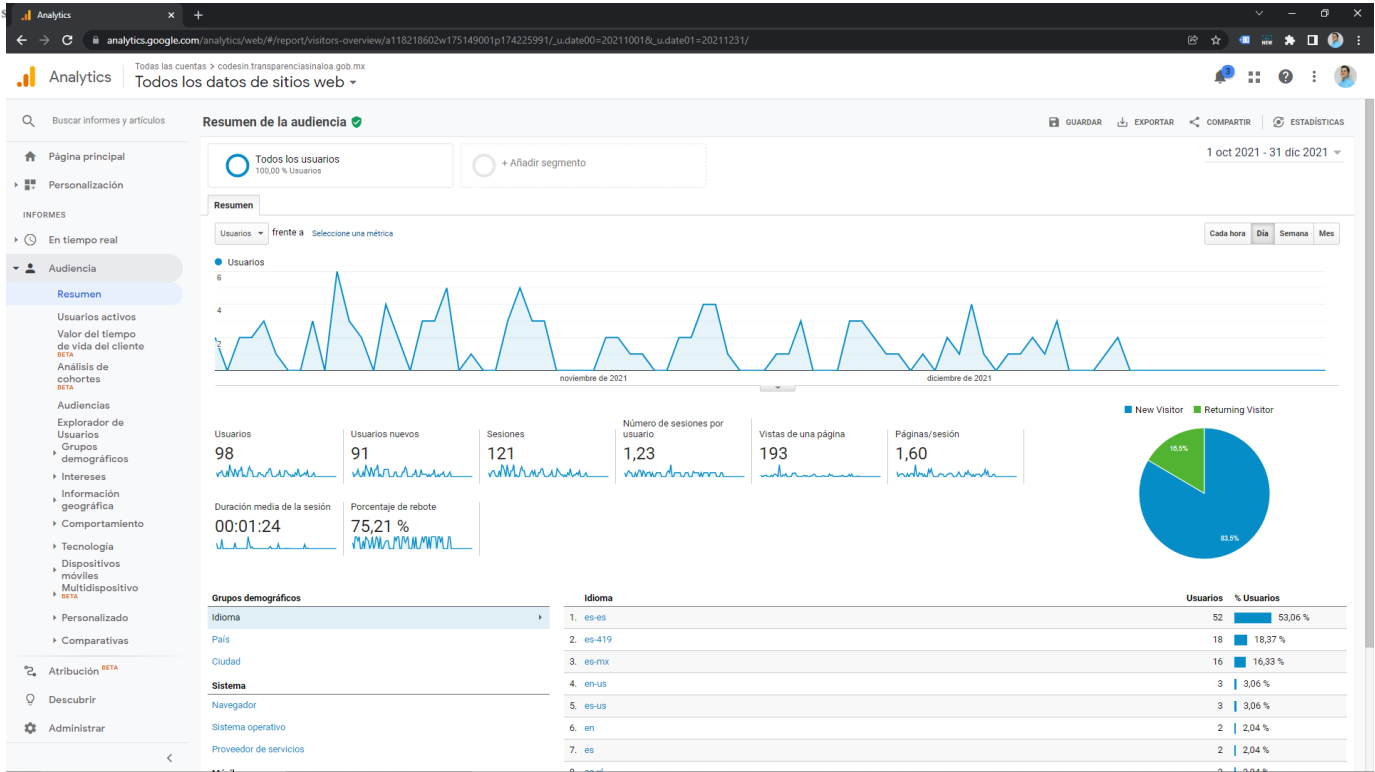 Analytics
analytics.google.com/analytics/web/#/report/visitors-overview/a118218602w175149001p174225991/_u.date00=20211001&_u.date01=20211231/
NEW
Analytics
Todas las cuentas > codesin.transparenciasinaloa.gob.mx
Todos los datos de sitios web
3
Buscar informes y artículos
Resumen de la audiencia
GUARDAR
EXPORTAR
COMPARTIR
ESTADÍSTICAS
Página principal
Personalización
INFORMES
En tiempo real
Audiencia
Resumen
Usuarios activos
Valor del tiempo
de vida del cliente
BETA
Análisis de
cohortes
BETA
Audiencias
Explorador de
Usuarios
Grupos
demográficos
Intereses
Información
geográfica
Comportamiento
Tecnología
Dispositivos
móviles
Multidispositivo
BETA
Personalizado
Comparativas
Atribución BETA
Descubrir
Administrar
Todos los usuarios
100,00 % Usuarios
+ Añadir segmento
1 oct 2021 - 31 dic 2021
Resumen
Usuarios frente a Seleccione una métrica
Cada hora Día Semana Mes
Usuarios
6
4
2
noviembre de 2021
diciembre de 2021
New Visitor Returning Visitor
16,5%
83,5%
Usuarios
98
Usuarios nuevos
91
Sesiones
121
Número de sesiones por
usuario
1,23
Vistas de una página
193
Páginas/sesión
1,60
Duración media de la sesión
00:01:24
Porcentaje de rebote
75,21 %
Grupos demográficos
Idioma
País
Ciudad
Sistema
Navegador
Sistema operativo
Proveedor de servicios
Idioma Usuarios % Usuarios
1. es-es 52 53,06 %
2. es-419 18 18,37 %
3. es-mx 16 16,33 %
4. en-us 3 3,06 %
5. es-us 3 3,06 %
6. en 2 2,04 %
7. es 2 2,04 %